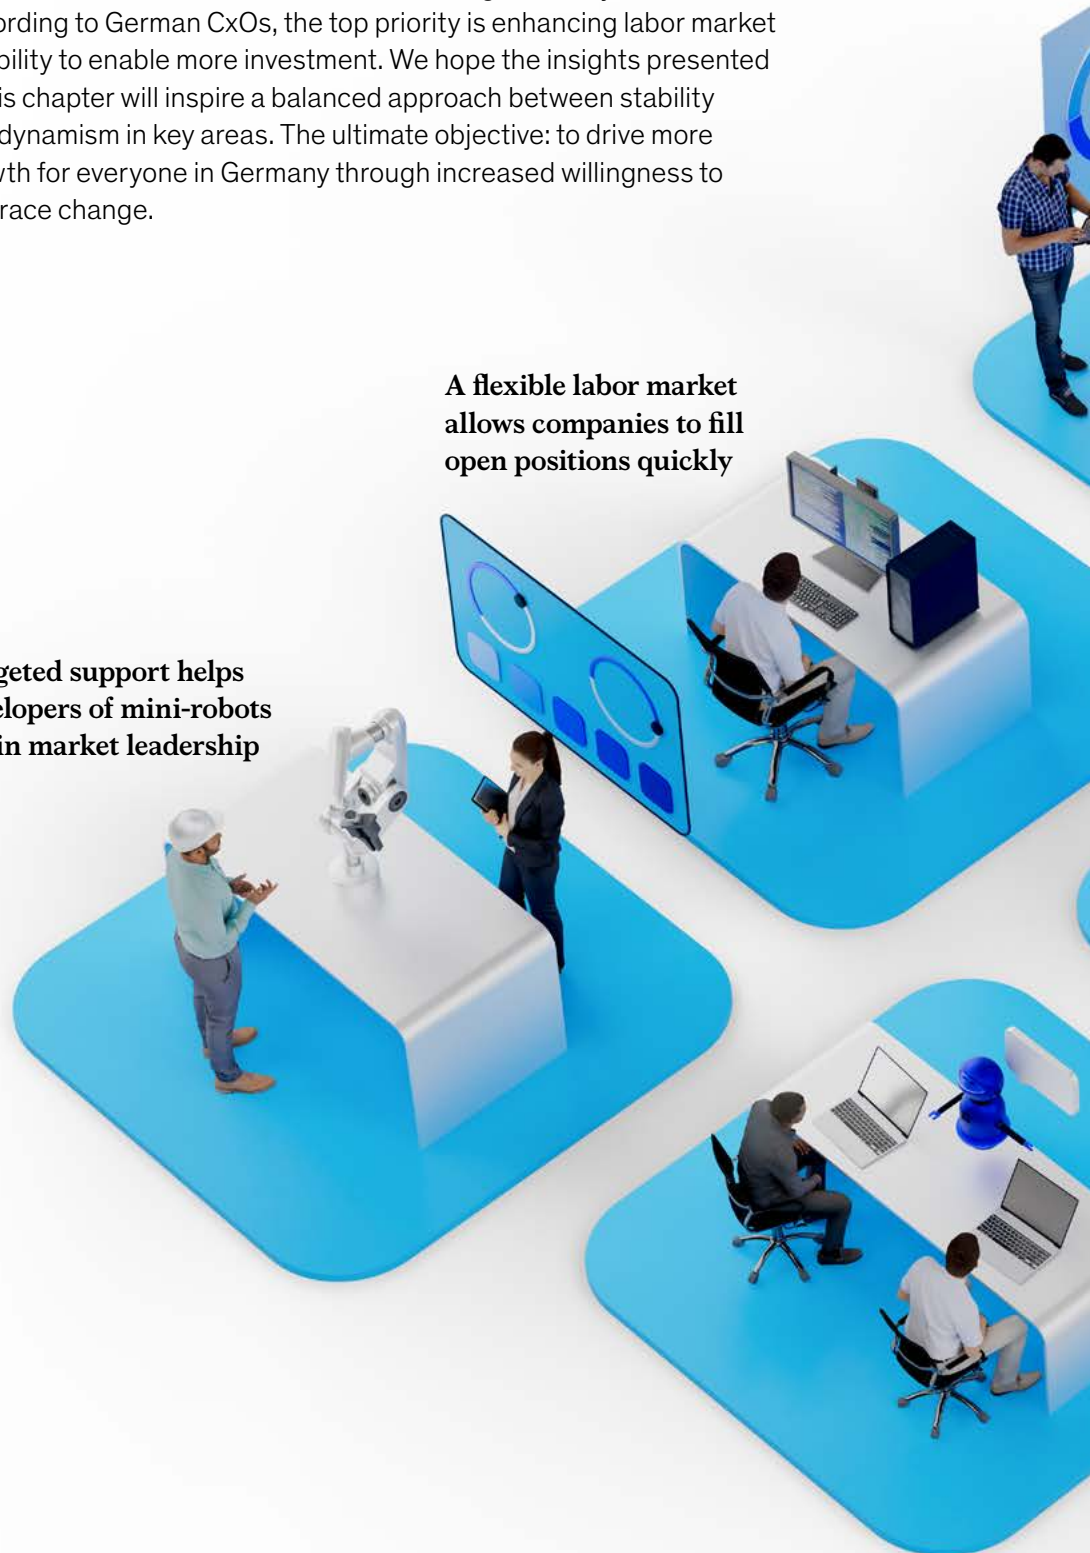 ording to German CxOs, the top priority is enhancing labor market
bility to enable more investment. We hope the insights presented
is chapter will inspire a balanced approach between stability
dynamism in key areas. The ultimate objective: to drive more
wth for everyone in Germany through increased willingness to
race change.
A flexible labor market
allows companies to fill
open positions quickly
geted support helps
elopers of mini-robots
in market leadership